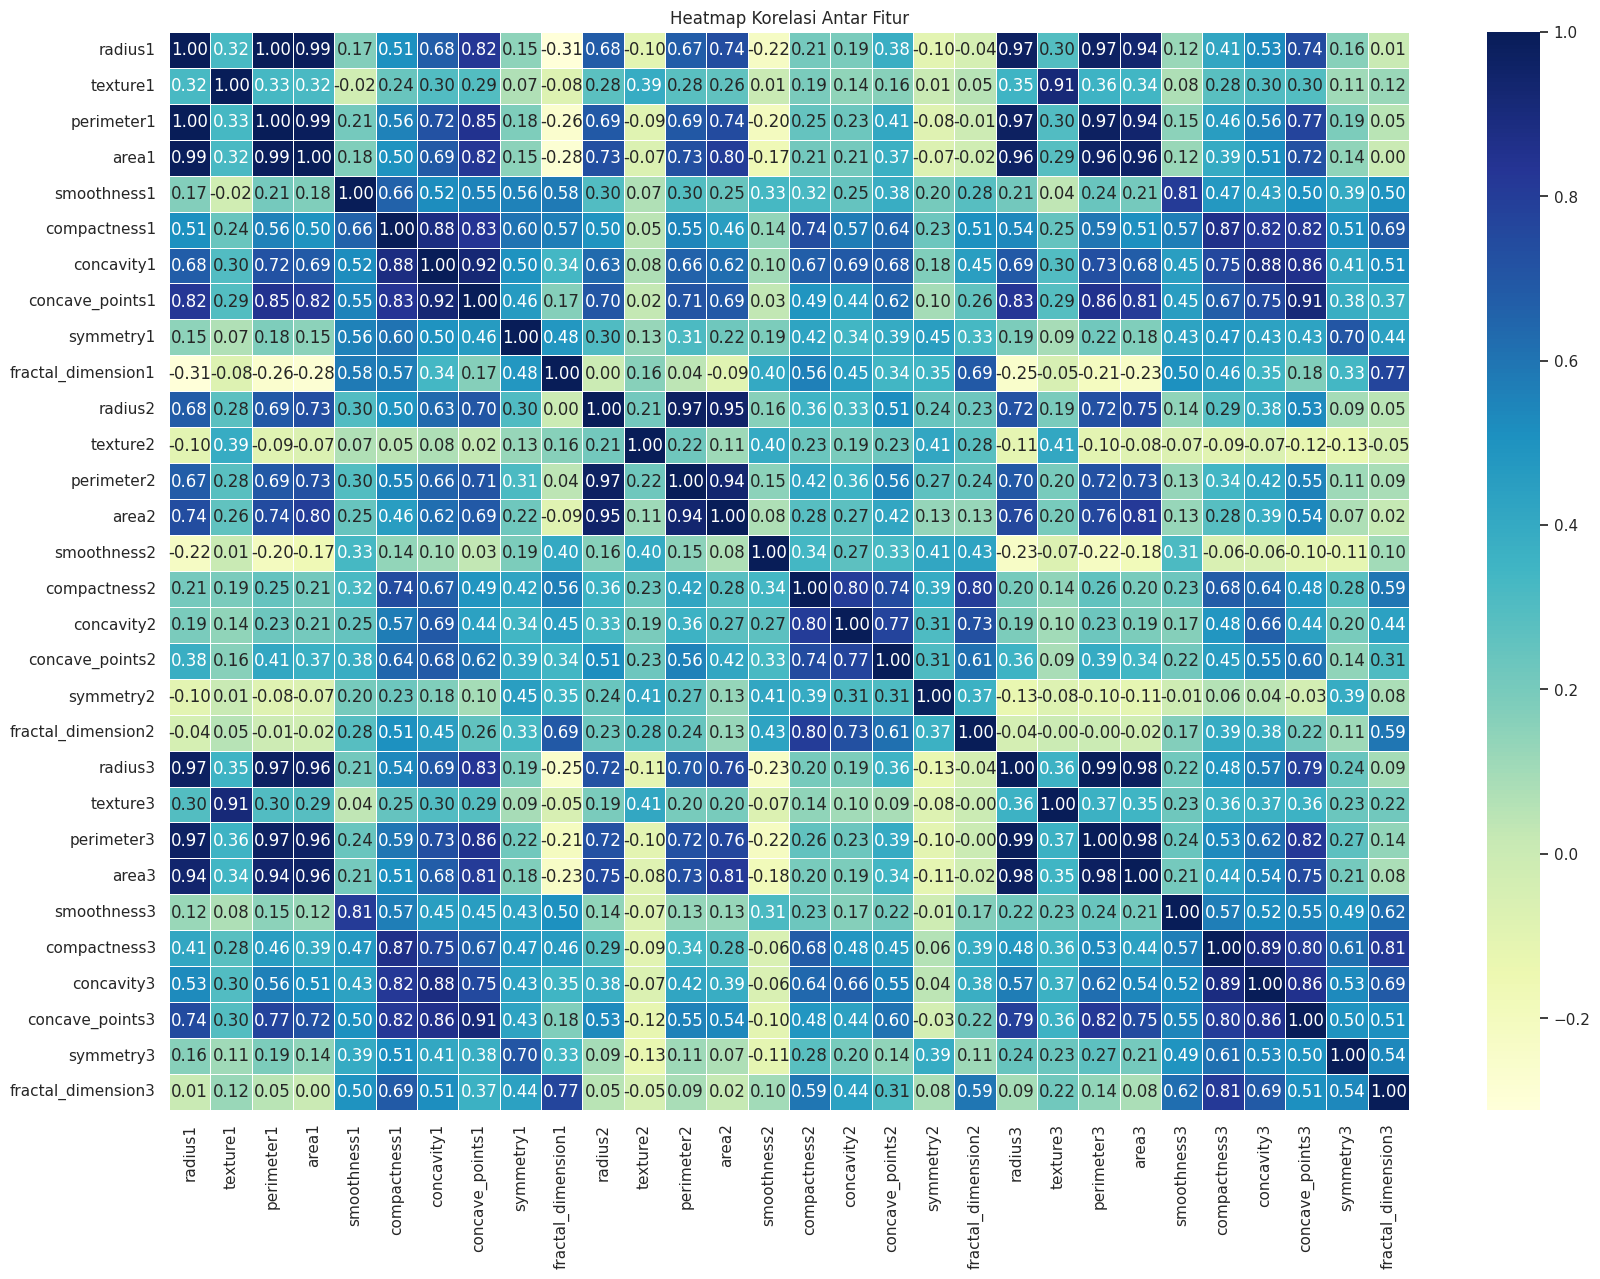 Heatmap Korelasi Antar Fitur
radius1 1.00 0.32 1.00 0.99 0.17 0.51 0.68 0.82 0.15 -0.31 0.68 -0.10 0.67 0.74 -0.22 0.21 0.19 0.38 -0.10 -0.04 0.97 0.30 0.97 0.94 0.12 0.41 0.53 0.74 0.16 0.01
texture1 0.32 1.00 0.33 0.32 -0.02 0.24 0.30 0.29 0.07 -0.08 0.28 0.39 0.28 0.26 0.01 0.19 0.14 0.16 0.01 0.05 0.35 0.91 0.36 0.34 0.08 0.28 0.30 0.30 0.11 0.12
perimeter1 1.00 0.33 1.00 0.99 0.21 0.56 0.72 0.85 0.18 -0.26 0.69 -0.09 0.69 0.74 -0.20 0.25 0.23 0.41 -0.08 -0.01 0.97 0.30 0.97 0.94 0.15 0.46 0.56 0.77 0.19 0.05
area1 0.99 0.32 0.99 1.00 0.18 0.50 0.69 0.82 0.15 -0.28 0.73 -0.07 0.73 0.80 -0.17 0.21 0.21 0.37 -0.07 -0.02 0.96 0.29 0.96 0.96 0.12 0.39 0.51 0.72 0.14 0.00
smoothness1 0.17 -0.02 0.21 0.18 1.00 0.66 0.52 0.55 0.56 0.58 0.30 0.07 0.30 0.25 0.33 0.32 0.25 0.38 0.20 0.28 0.21 0.04 0.24 0.21 0.81 0.47 0.43 0.50 0.39 0.50
compactness1 0.51 0.24 0.56 0.50 0.66 1.00 0.88 0.83 0.60 0.57 0.50 0.05 0.55 0.46 0.14 0.74 0.57 0.64 0.23 0.51 0.54 0.25 0.59 0.51 0.57 0.87 0.82 0.82 0.51 0.69
concavity1 0.68 0.30 0.72 0.69 0.52 0.88 1.00 0.92 0.50 0.34 0.63 0.08 0.66 0.62 0.10 0.67 0.69 0.68 0.18 0.45 0.69 0.30 0.73 0.68 0.45 0.75 0.88 0.86 0.41 0.51
concave_points1 0.82 0.29 0.85 0.82 0.55 0.83 0.92 1.00 0.46 0.17 0.70 0.02 0.71 0.69 0.03 0.49 0.44 0.62 0.10 0.26 0.83 0.29 0.86 0.81 0.45 0.67 0.75 0.91 0.38 0.37
symmetry1 0.15 0.07 0.18 0.15 0.56 0.60 0.50 0.46 1.00 0.48 0.30 0.13 0.31 0.22 0.19 0.42 0.34 0.39 0.45 0.33 0.19 0.09 0.22 0.18 0.43 0.47 0.43 0.43 0.70 0.44
fractal_dimension1 -0.31 -0.08 -0.26 -0.28 0.58 0.57 0.34 0.17 0.48 1.00 0.00 0.16 0.04 -0.09 0.40 0.56 0.45 0.34 0.35 0.69 -0.25 -0.05 -0.21 -0.23 0.50 0.46 0.35 0.18 0.33 0.77
radius2 0.68 0.28 0.69 0.73 0.30 0.50 0.63 0.70 0.30 0.00 1.00 0.21 0.97 0.95 0.16 0.36 0.33 0.51 0.24 0.23 0.72 0.19 0.72 0.75 0.14 0.29 0.38 0.53 0.09 0.05
texture2 -0.10 0.39 -0.09 -0.07 0.07 0.05 0.08 0.02 0.13 0.16 0.21 1.00 0.22 0.11 0.40 0.23 0.19 0.23 0.41 0.28 -0.11 0.41 -0.10 -0.08 -0.07 -0.09 -0.07 -0.12 -0.13 -0.05
perimeter2 0.67 0.28 0.69 0.73 0.30 0.55 0.66 0.71 0.31 0.04 0.97 0.22 1.00 0.94 0.15 0.42 0.36 0.56 0.27 0.24 0.70 0.20 0.72 0.73 0.13 0.34 0.42 0.55 0.11 0.09
area2 0.74 0.26 0.74 0.80 0.25 0.46 0.62 0.69 0.22 -0.09 0.95 0.11 0.94 1.00 0.08 0.28 0.27 0.42 0.13 0.13 0.76 0.20 0.76 0.81 0.13 0.28 0.39 0.54 0.07 0.02
smoothness2 -0.22 0.01 -0.20 -0.17 0.33 0.14 0.10 0.03 0.19 0.40 0.16 0.40 0.15 0.08 1.00 0.34 0.27 0.33 0.41 0.43 -0.23 -0.07 -0.22 -0.18 0.31 -0.06 -0.06 -0.10 -0.11 0.10
compactness2 0.21 0.19 0.25 0.21 0.32 0.74 0.67 0.49 0.42 0.56 0.36 0.23 0.42 0.28 0.34 1.00 0.80 0.74 0.39 0.80 0.20 0.14 0.26 0.20 0.23 0.68 0.64 0.48 0.28 0.59
concavity2 0.19 0.14 0.23 0.21 0.25 0.57 0.69 0.44 0.34 0.45 0.33 0.19 0.36 0.27 0.27 0.80 1.00 0.77 0.31 0.73 0.19 0.10 0.23 0.19 0.17 0.48 0.66 0.44 0.20 0.44
concave_points2 0.38 0.16 0.41 0.37 0.38 0.64 0.68 0.62 0.39 0.34 0.51 0.23 0.56 0.42 0.33 0.74 0.77 1.00 0.31 0.61 0.36 0.09 0.39 0.34 0.22 0.45 0.55 0.60 0.14 0.31
symmetry2 -0.10 0.01 -0.08 -0.07 0.20 0.23 0.18 0.10 0.45 0.35 0.24 0.41 0.27 0.13 0.41 0.39 0.31 0.31 1.00 0.37 -0.13 -0.08 -0.10 -0.11 -0.01 0.06 0.04 -0.03 0.39 0.08
fractal_dimension2 -0.04 0.05 -0.01 -0.02 0.28 0.51 0.45 0.26 0.33 0.69 0.23 0.28 0.24 0.13 0.43 0.80 0.73 0.61 0.37 1.00 -0.04 -0.00 -0.00 -0.02 0.17 0.39 0.38 0.22 0.11 0.59
radius3 0.97 0.35 0.97 0.96 0.21 0.54 0.69 0.83 0.19 -0.25 0.72 -0.11 0.70 0.76 -0.23 0.20 0.19 0.36 -0.13 -0.04 1.00 0.36 0.99 0.98 0.22 0.48 0.57 0.79 0.24 0.09
texture3 0.30 0.91 0.30 0.29 0.04 0.25 0.30 0.29 0.09 -0.05 0.19 0.41 0.20 0.20 -0.07 0.14 0.10 0.09 -0.08 -0.00 0.36 1.00 0.37 0.35 0.23 0.36 0.37 0.36 0.23 0.22
perimeter3 0.97 0.36 0.97 0.96 0.24 0.59 0.73 0.86 0.22 -0.21 0.72 -0.10 0.72 0.76 -0.22 0.26 0.23 0.39 -0.10 -0.00 0.99 0.37 1.00 0.98 0.24 0.53 0.62 0.82 0.27 0.14
area3 0.94 0.34 0.94 0.96 0.21 0.51 0.68 0.81 0.18 -0.23 0.75 -0.08 0.73 0.81 -0.18 0.20 0.19 0.34 -0.11 -0.02 0.98 0.35 0.98 1.00 0.21 0.44 0.54 0.75 0.21 0.08
smoothness3 0.12 0.08 0.15 0.12 0.81 0.57 0.45 0.45 0.43 0.50 0.14 -0.07 0.13 0.13 0.31 0.23 0.17 0.22 -0.01 0.17 0.22 0.23 0.24 0.21 1.00 0.57 0.52 0.55 0.49 0.62
compactness3 0.41 0.28 0.46 0.39 0.47 0.87 0.75 0.67 0.47 0.46 0.29 -0.09 0.34 0.28 -0.06 0.68 0.48 0.45 0.06 0.39 0.48 0.36 0.53 0.44 0.57 1.00 0.89 0.80 0.61 0.81
concavity3 0.53 0.30 0.56 0.51 0.43 0.82 0.88 0.75 0.43 0.35 0.38 -0.07 0.42 0.39 -0.06 0.64 0.66 0.55 0.04 0.38 0.57 0.37 0.62 0.54 0.52 0.89 1.00 0.86 0.53 0.69
concave_points3 0.74 0.30 0.77 0.72 0.50 0.82 0.86 0.91 0.43 0.18 0.53 -0.12 0.55 0.54 -0.10 0.48 0.44 0.60 -0.03 0.22 0.79 0.36 0.82 0.75 0.55 0.80 0.86 1.00 0.50 0.51
symmetry3 0.16 0.11 0.19 0.14 0.39 0.51 0.41 0.38 0.70 0.33 0.09 -0.13 0.11 0.07 -0.11 0.28 0.20 0.14 0.39 0.11 0.24 0.23 0.27 0.21 0.49 0.61 0.53 0.50 1.00 0.54
fractal_dimension3 0.01 0.12 0.05 0.00 0.50 0.69 0.51 0.37 0.44 0.77 0.05 -0.05 0.09 0.02 0.10 0.59 0.44 0.31 0.08 0.59 0.09 0.22 0.14 0.08 0.62 0.81 0.69 0.51 0.54 1.00
radius1 texture1 perimeter1 area1 smoothness1 compactness1 concavity1 concave_points1 symmetry1 fractal_dimension1 radius2 texture2 perimeter2 area2 smoothness2 compactness2 concavity2 concave_points2 symmetry2 fractal_dimension2 radius3 texture3 perimeter3 area3 smoothness3 compactness3 concavity3 concave_points3 symmetry3 fractal_dimension3
1.0
0.8
0.6
0.4
0.2
0.0
−0.2